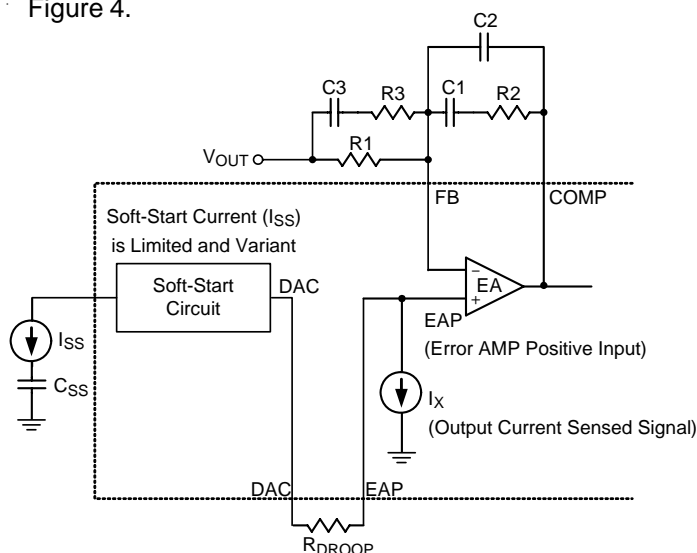 Figure 4.
C2
C3
R3
C1
R2
R1
VOUT
FB
COMP
Soft-Start Current (ISS)
is Limited and Variant
Soft-Start
Circuit
DAC
EA
EAP
(Error AMP Positive Input)
ISS
CSS
IX
(Output Current Sensed Signal)
DAC
EAP
RDROOP